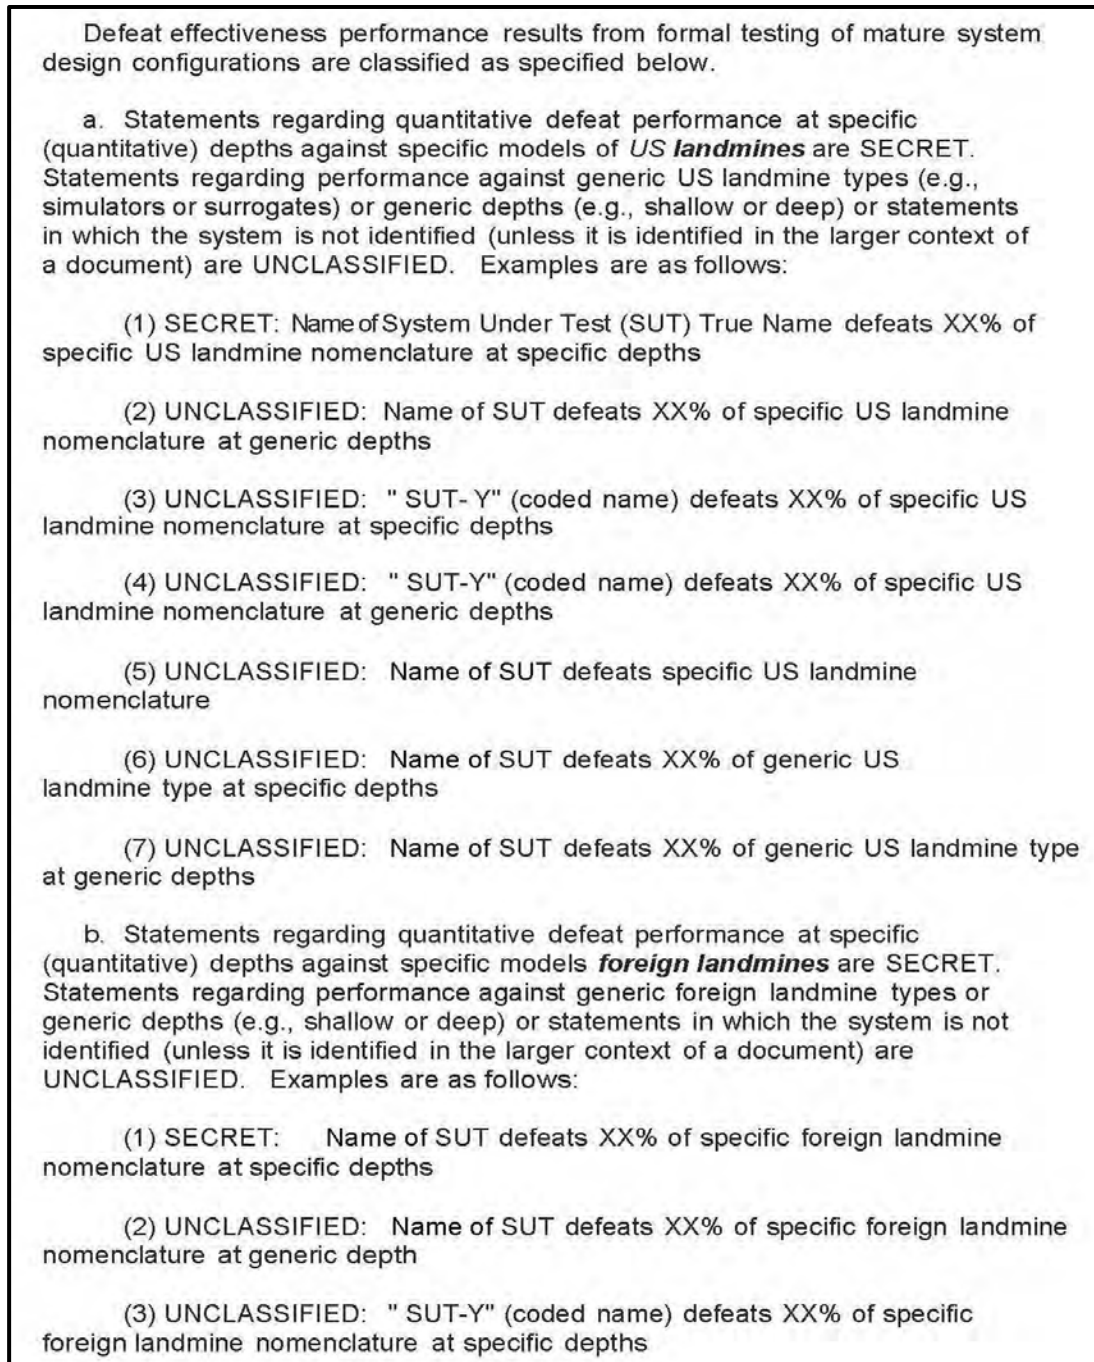 Defeat effectiveness performance results from formal testing of mature system
design configurations are classified as specified below.
a. Statements regarding quantitative defeat performance at specific
(quantitative) depths against specific models of US landmines are SECRET.
Statements regarding performance against generic US landmine types (e.g.,
simulators or surrogates) or generic depths (e.g., shallow or deep) or statements
in which the system is not identified (unless it is identified in the larger context of
a document) are UNCLASSIFIED. Examples are as follows:
(1) SECRET: Name of System Under Test (SUT) True Name defeats XX% of
specific US landmine nomenclature at specific depths
(2) UNCLASSIFIED: Name of SUT defeats XX% of specific US landmine
nomenclature at generic depths
(3) UNCLASSIFIED: " SUT- Y" (coded name) defeats XX% of specific US
landmine nomenclature at specific depths
(4) UNCLASSIFIED: " SUT-Y" (coded name) defeats XX% of specific US
landmine nomenclature at generic depths
(5) UNCLASSIFIED: Name of SUT defeats specific US landmine
nomenclature
(6) UNCLASSIFIED: Name of SUT defeats XX% of generic US
landmine type at specific depths
(7) UNCLASSIFIED: Name of SUT defeats XX% of generic US landmine type
at generic depths
b. Statements regarding quantitative defeat performance at specific
(quantitative) depths against specific models foreign landmines are SECRET.
Statements regarding performance against generic foreign landmine types or
generic depths (e.g., shallow or deep) or statements in which the system is not
identified (unless it is identified in the larger context of a document) are
UNCLASSIFIED. Examples are as follows:
(1) SECRET: Name of SUT defeats XX% of specific foreign landmine
nomenclature at specific depths
(2) UNCLASSIFIED: Name of SUT defeats XX% of specific foreign landmine
nomenclature at generic depth
(3) UNCLASSIFIED: " SUT-Y" (coded name) defeats XX% of specific
foreign landmine nomenclature at specific depths